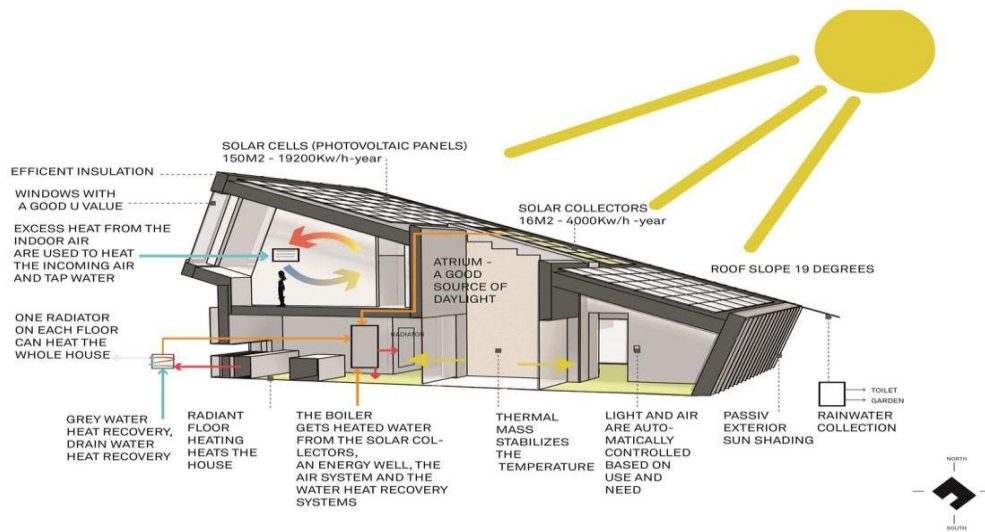 SOLAR CELLS (PHOTOVOLTAIC PANELS)
150M2 - 19200Kw/h-year
EFFICENT INSULATION
WINDOWS WITH
A GOOD U VALUE
EXCESS HEAT FROM THE
INDOOR AIR
ARE USED TO HEAT
THE INCOMING AIR
AND TAP WATER
SOLAR COLLECTORS
16M2 - 4000Kw/h -year
ATRIUM -
A GOOD
SOURCE OF
DAYLIGHT
ROOF SLOPE 19 DEGREES
ONE RADIATOR
ON EACH FLOOR
CAN HEAT THE
WHOLE HOUSE
RADIATOR
GREY WATER
HEAT RECOVERY,
DRAIN WATER
HEAT RECOVERY
RADIANT
FLOOR
HEATING
HEATS THE
HOUSE
THE BOILER
GETS HEATED WATER
FROM THE SOLAR COL-
LECTORS,
AN ENERGY WELL, THE
AIR SYSTEM AND THE
WATER HEAT RECOVERY
SYSTEMS
THERMAL
MASS
STABILIZES
THE
TEMPERATURE
LIGHT AND AIR
ARE AUTO-
MATICALLY
CONTROLLED
BASED ON
USE AND
NEED
PASSIV
EXTERIOR
SUN SHADING
TOILET
GARDEN
RAINWATER
COLLECTION
NORTH
SOUTH